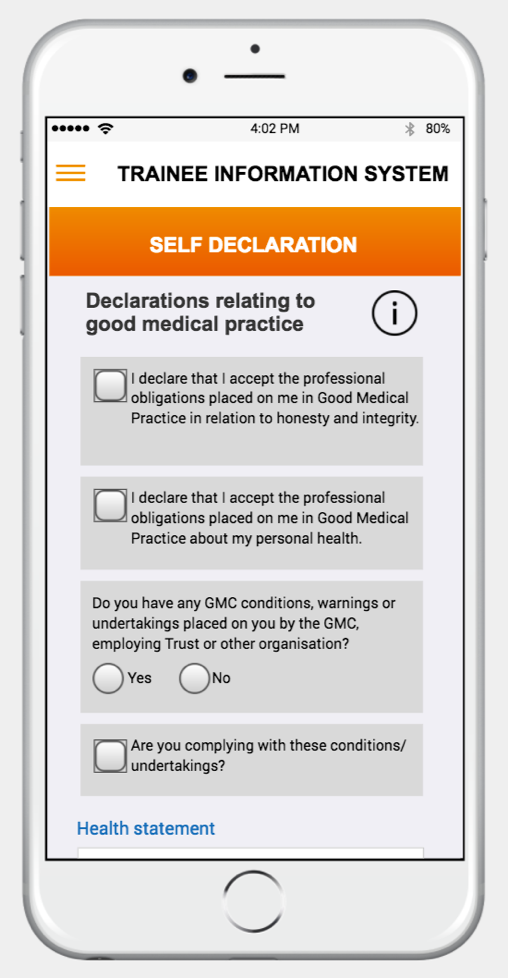 4:02 PM 80%
TRAINEE INFORMATION SYSTEM
SELF DECLARATION
Declarations relating to
good medical practice
i
I declare that I accept the professional
obligations placed on me in Good Medical
Practice in relation to honesty and integrity.
I declare that I accept the professional
obligations placed on me in Good Medical
Practice about my personal health.
Do you have any GMC conditions, warnings or
undertakings placed on you by the GMC,
employing Trust or other organisation?
Yes No
Are you complying with these conditions/
undertakings?
Health statement